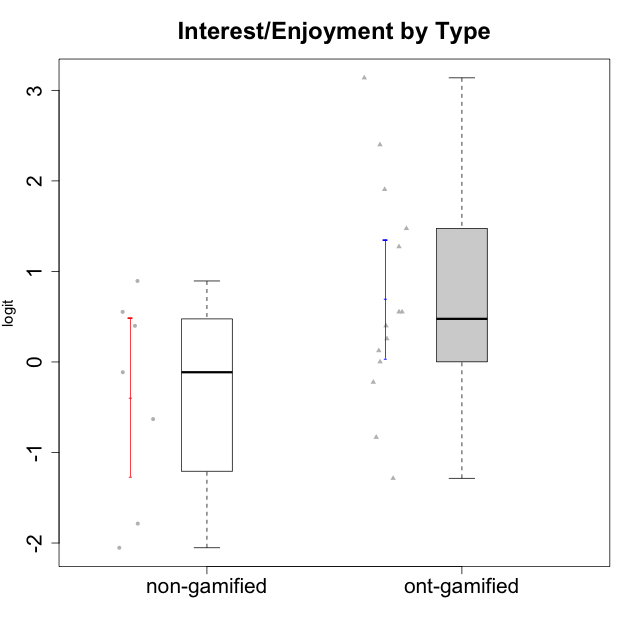 Interest/Enjoyment by Type
3
2
1
0
-1
-2
logit
non-gamified
ont-gamified